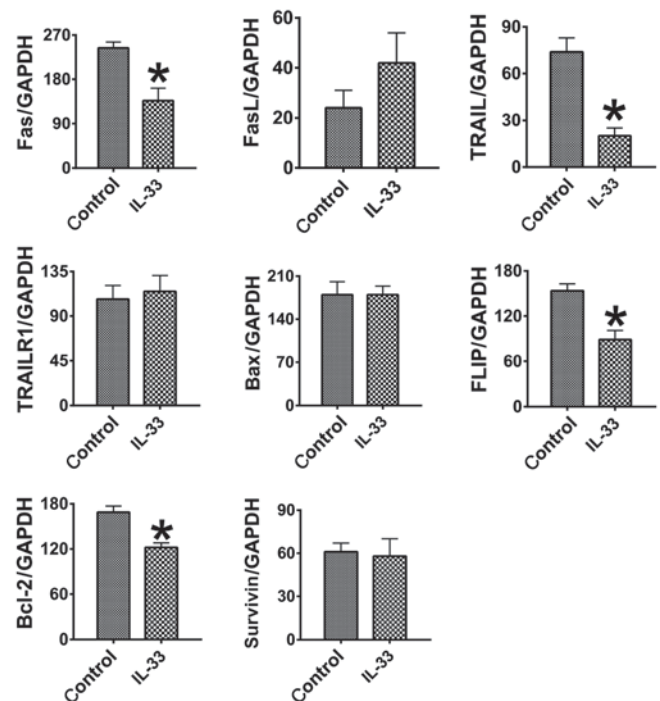 Fas/GAPDH
270
180
90
0
*
Control
IL-33
FasL/GAPDH
60
40
20
0
Control
IL-33
TRAIL/GAPDH
90
60
30
0
*
Control
IL-33
TRAILR1/GAPDH
135
90
45
0
Control
IL-33
Bax/GAPDH
210
140
70
0
Control
IL-33
FLIP/GAPDH
180
120
60
0
*
Control
IL-33
Bcl-2/GAPDH
180
120
60
0
*
Control
IL-33
Survivin/GAPDH
90
60
30
0
Control
IL-33